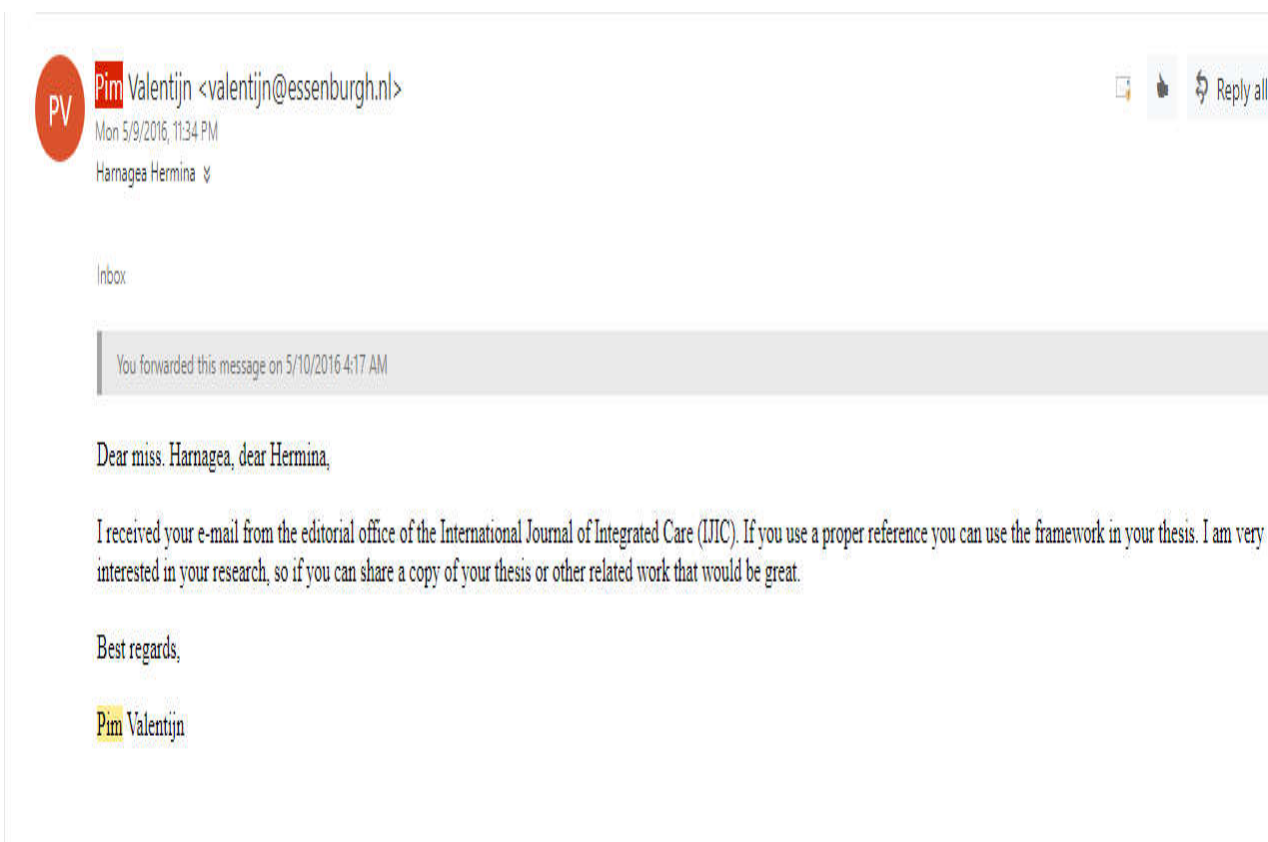 PV
Pim Valentijn <valentijn@essenburgh.nl>
Reply all
Mon 5/9/2016, 11:34 PM
Harnagea Hermina
Inbox
You forwarded this message on 5/10/2016 4:17 AM
Dear miss. Harnagea, dear Hermina,
I received your e-mail from the editorial office of the International Journal of Integrated Care (IJIC). If you use a proper reference you can use the framework in your thesis. I am very
interested in your research, so if you can share a copy of your thesis or other related work that would be great.
Best regards,
Pim Valentijn